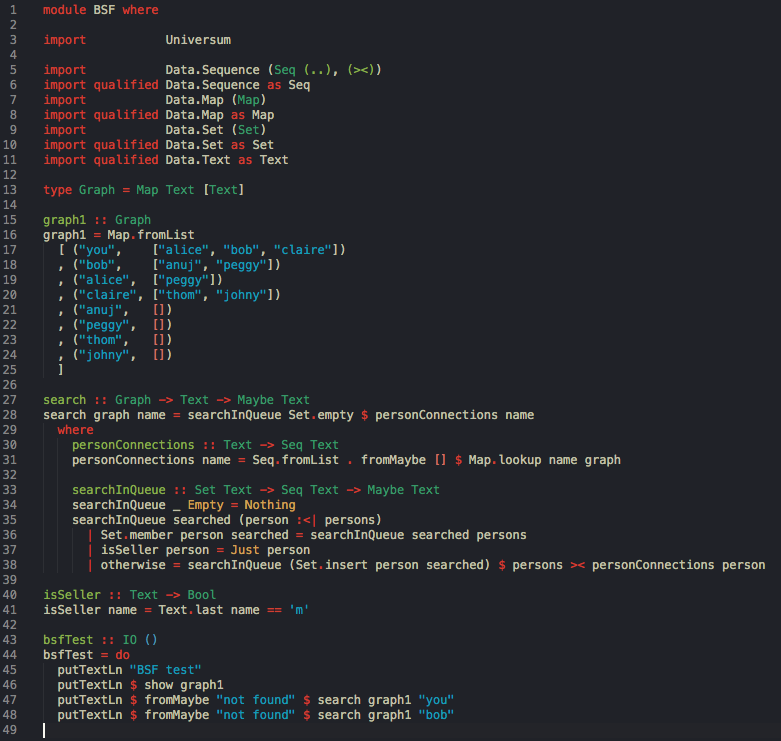 1 module BSF where
2
3 import           Universum
4
5 import           Data.Sequence (Seq (..), (><))
6 import qualified Data.Sequence as Seq
7 import           Data.Map (Map)
8 import qualified Data.Map as Map
9 import           Data.Set (Set)
10 import qualified Data.Set as Set
11 import qualified Data.Text as Text
12
13 type Graph = Map Text [Text]
14
15 graph1 :: Graph
16 graph1 = Map.fromList
17   [ ("you",    ["alice", "bob", "claire"])
18   , ("bob",    ["anuj", "peggy"])
19   , ("alice",  ["peggy"])
20   , ("claire", ["thom", "johny"])
21   , ("anuj",   [])
22   , ("peggy",  [])
23   , ("thom",   [])
24   , ("johny",  [])
25   ]
26
27 search :: Graph -> Text -> Maybe Text
28 search graph name = searchInQueue Set.empty $ personConnections name
29   where
30     personConnections :: Text -> Seq Text
31     personConnections name = Seq.fromList . fromMaybe [] $ Map.lookup name graph
32
33     searchInQueue :: Set Text -> Seq Text -> Maybe Text
34     searchInQueue _ Empty = Nothing
35     searchInQueue searched (person :<| persons)
36       | Set.member person searched = searchInQueue searched persons
37       | isSeller person = Just person
38       | otherwise = searchInQueue (Set.insert person searched) $ persons >< personConnections person
39
40 isSeller :: Text -> Bool
41 isSeller name = Text.last name == 'm'
42
43 bsfTest :: IO ()
44 bsfTest = do
45   putTextLn "BSF test"
46   putTextLn $ show graph1
47   putTextLn $ fromMaybe "not found" $ search graph1 "you"
48   putTextLn $ fromMaybe "not found" $ search graph1 "bob"
49